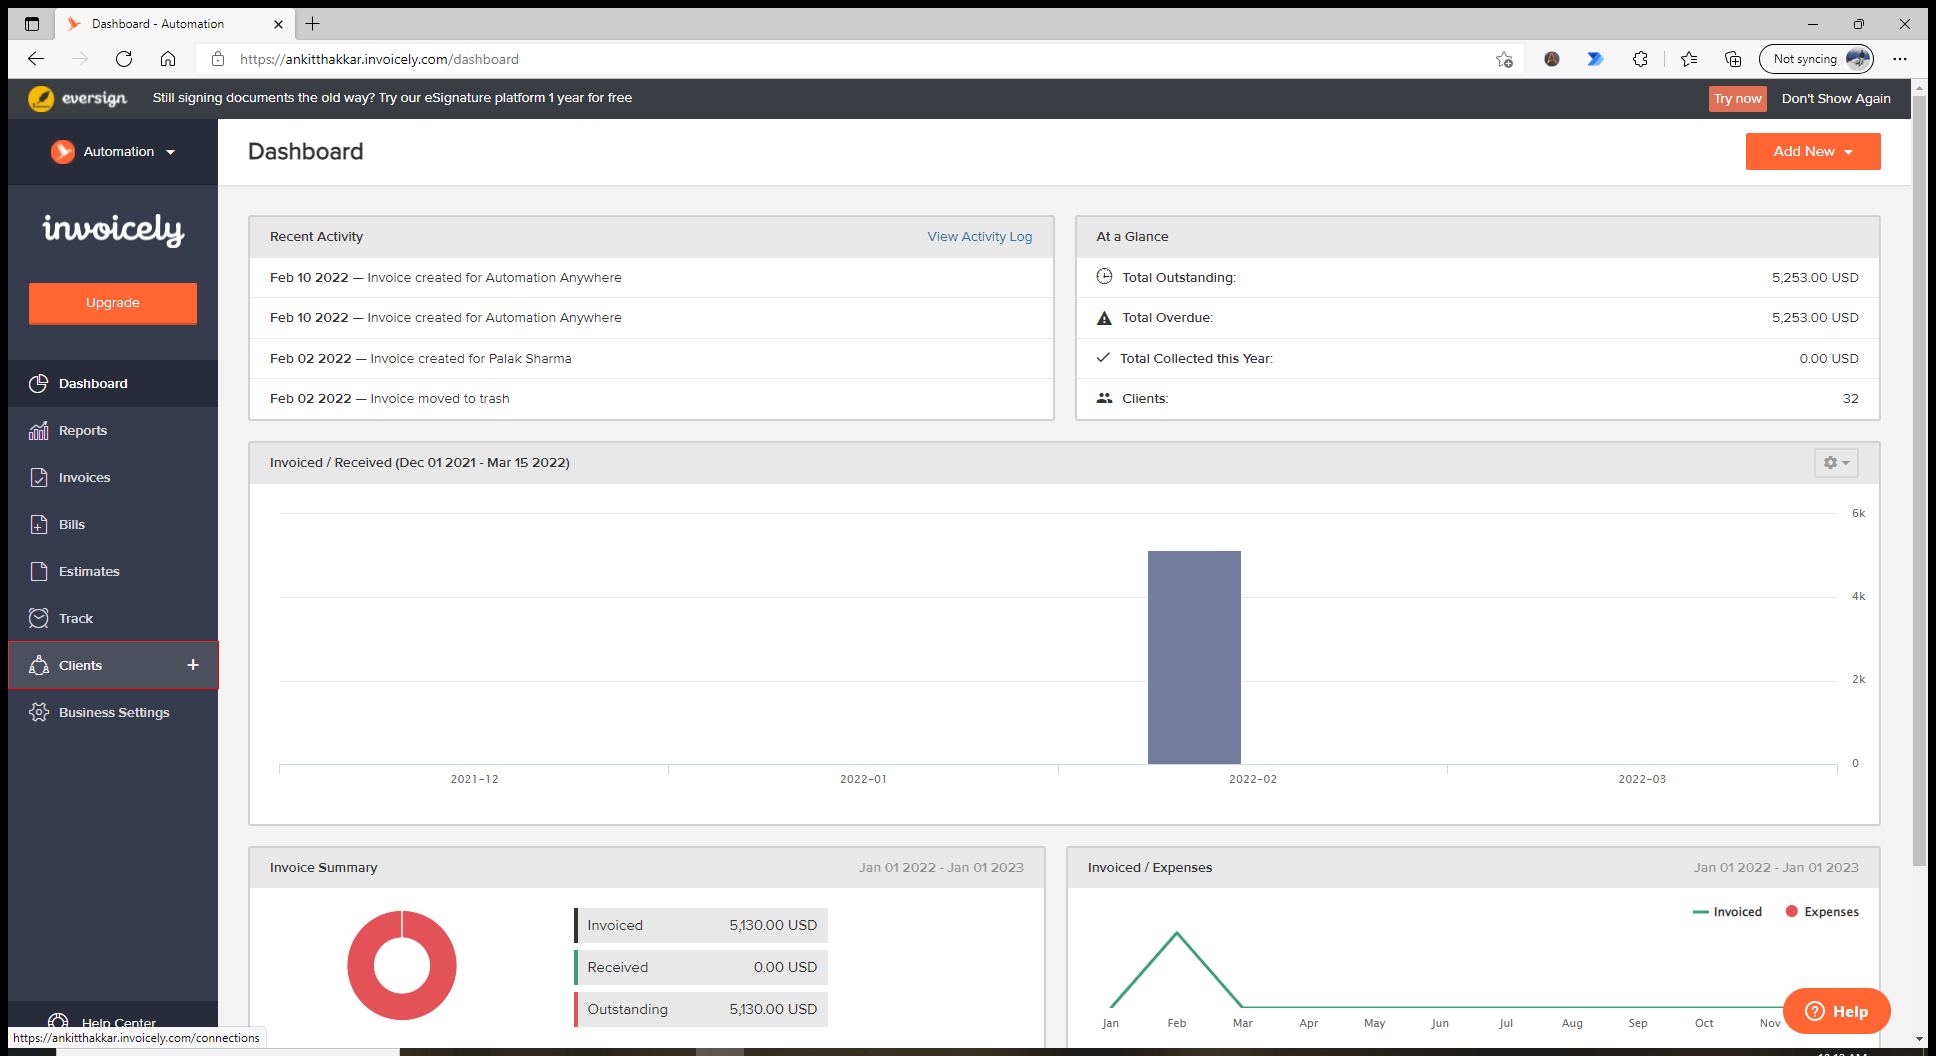 Dashboard - Automation
https://ankitthakkar.invoicely.com/dashboard
Not syncing
eversign
Still signing documents the old way? Try our eSignature platform 1 year for free
Try now
Don't Show Again
Automation
Dashboard
Add New
invoicely
Upgrade
Dashboard
Reports
Invoices
Bills
Estimates
Track
Clients +
Business Settings
Help Center
https://ankitthakkar.invoicely.com/connections
Recent Activity
View Activity Log
Feb 10 2022 — Invoice created for Automation Anywhere
Feb 10 2022 — Invoice created for Automation Anywhere
Feb 02 2022 — Invoice created for Palak Sharma
Feb 02 2022 — Invoice moved to trash
At a Glance
Total Outstanding: 5,253.00 USD
Total Overdue: 5,253.00 USD
Total Collected this Year: 0.00 USD
Clients: 32
Invoiced / Received (Dec 01 2021 - Mar 15 2022)
6k
4k
2k
0
2021-12 2022-01 2022-02 2022-03
Invoice Summary
Jan 01 2022 - Jan 01 2023
Invoiced 5,130.00 USD
Received 0.00 USD
Outstanding 5,130.00 USD
Invoiced / Expenses
Jan 01 2022 - Jan 01 2023
Invoiced Expenses
Jan Feb Mar Apr May Jun Jul Aug Sep Oct Nov
Help